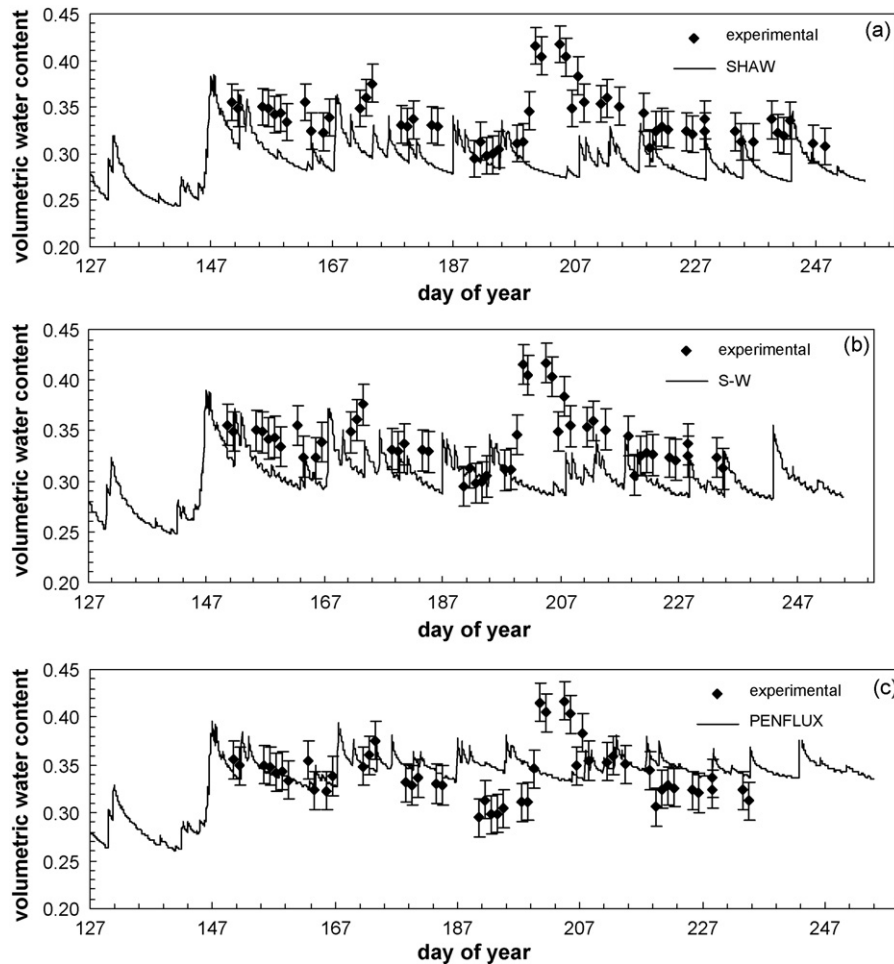 (a)
experimental
SHAW
volumetric water content
0.45
0.40
0.35
0.30
0.25
0.20
127 147 167 187 207 227 247
day of year
(b)
experimental
S-W
volumetric water content
0.45
0.40
0.35
0.30
0.25
0.20
127 147 167 187 207 227 247
day of year
(c)
experimental
PENFLUX
volumetric water content
0.45
0.40
0.35
0.30
0.25
0.20
127 147 167 187 207 227 247
day of year